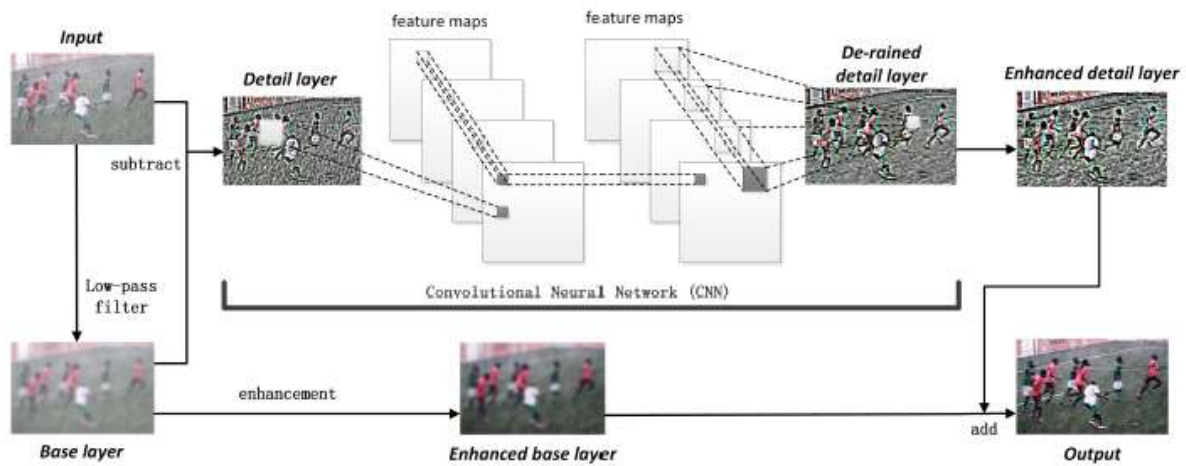 feature maps
feature maps
Input
Detail layer
De-rained
detail layer
Enhanced detail layer
subtract
Low-pass
filter
Convolutional Neural Network (CNN)
enhancement
add
Base layer
Enhanced base layer
Output